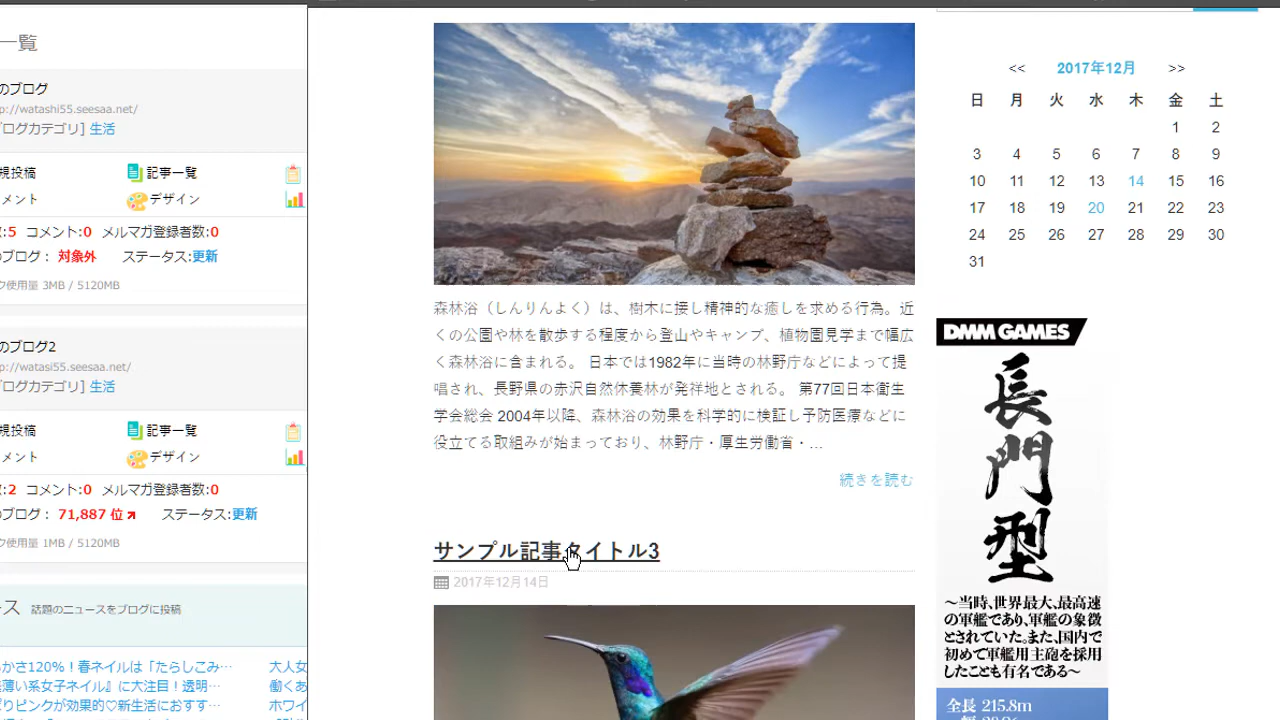 一覧
のブログ
p://watashi55.seesaa.net/
ブログカテゴリ] 生活
規投稿 記事一覧
メント デザイン
数:5 コメント:0 メルマガ登録者数:0
のブログ： 対象外 ステータス:更新
ク使用量 3MB / 5120MB
のブログ2
p://watasi55.seesaa.net/
ブログカテゴリ] 生活
規投稿 記事一覧
メント デザイン
数:2 コメント:0 メルマガ登録者数:0
のブログ： 71,887 位 ステータス:更新
ク使用量 1MB / 5120MB
ース 話題のニュースをブログに投稿
かさ120%！春ネイルは「たらしこみ…
大人女
薄い系女子ネイル』に大注目！透明…
働くあ
ぽりピンクが効果的♡新生活におすす…
ホワイ
森林浴（しんりんよく）は、樹木に接し精神的な癒しを求める行為。近
くの公園や林を散歩する程度から登山やキャンプ、植物園見学まで幅広
く森林浴に含まれる。 日本では1982年に当時の林野庁などによって提
唱され、長野県の赤沢自然休養林が発祥地とされる。 第77回日本衛生
学会総会 2004年以降、森林浴の効果を科学的に検証し予防医療などに
役立てる取組みが始まっており、林野庁・厚生労働省・…
続きを読む
サンプル記事タイトル3
2017年12月14日
<< 2017年12月 >>
日 月 火 水 木 金 土
1 2
3 4 5 6 7 8 9
10 11 12 13 14 15 16
17 18 19 20 21 22 23
24 25 26 27 28 29 30
31
DMM GAMES
長門型
～当時、世界最大、最高速
の軍艦であり、軍艦の象徴
とされていた。また、国内で
初めて軍艦用主砲を採用
したことも有名である～
全長 215.8m